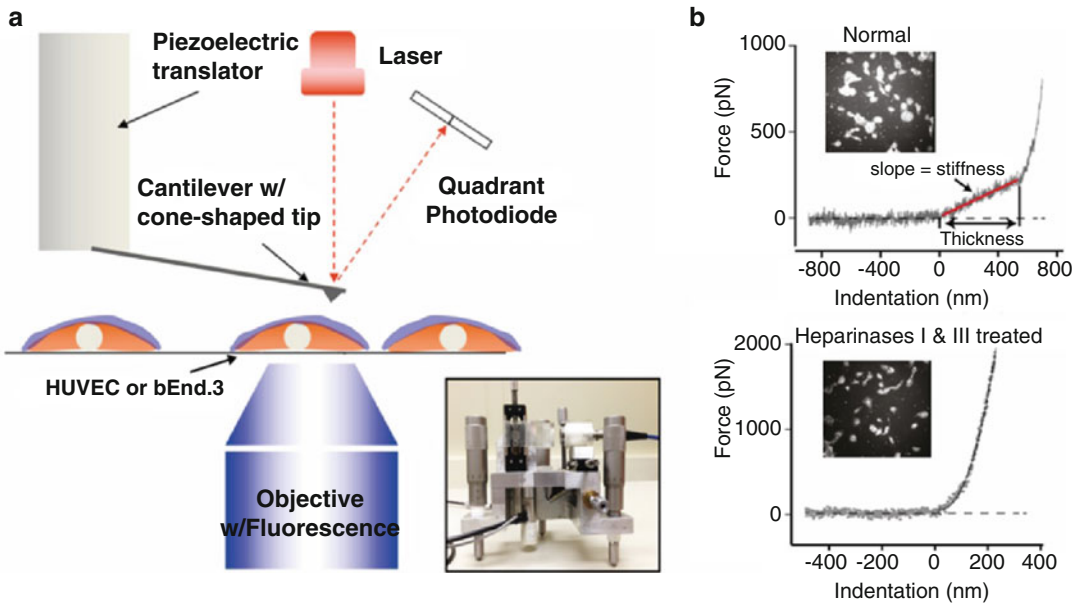 a
Piezoelectric
translator
Laser
Cantilever w/
cone-shaped tip
Quadrant
Photodiode
HUVEC or bEnd.3
Objective
w/Fluorescence
b
Normal
1000
500
0
Force (pN)
slope = stiffness
Thickness
-800 -400 0 400 800
Indentation (nm)
Heparinases I & III treated
2000
1000
0
Force (pN)
-400 -200 0 200 400
Indentation (nm)